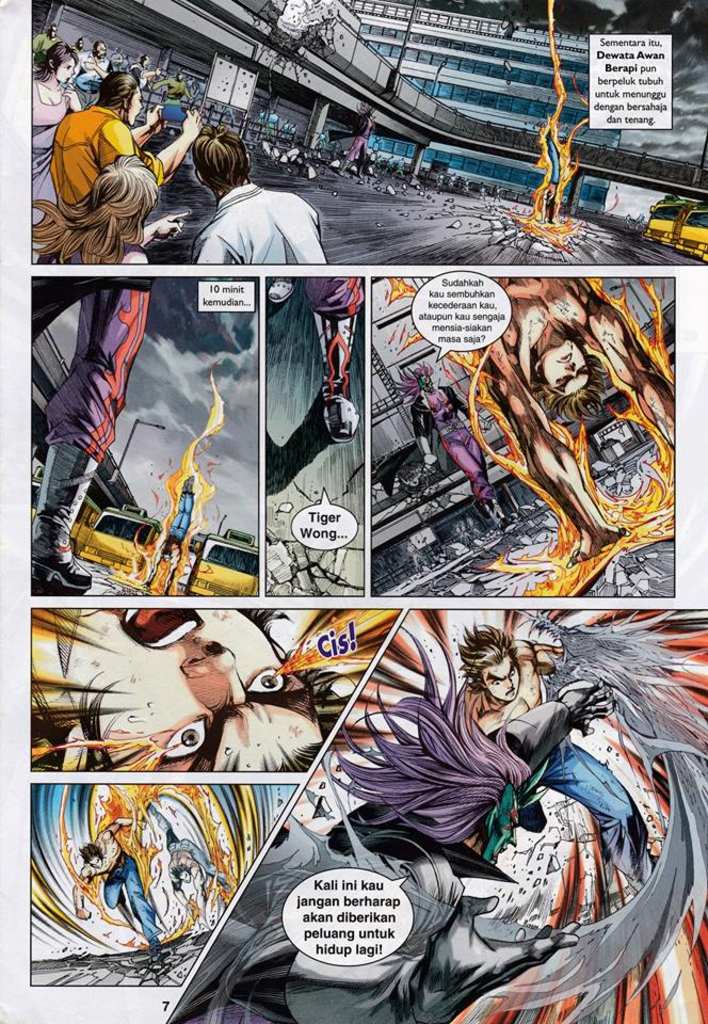 Sementara itu,
Dewata Awan
Berapi pun
berpeluk tubuh
untuk menunggu
dengan bersahaja
dan tenang.
10 minit
kemudian...
Tiger
Wong...
Sudahkah
kau sembuhkan
kecederaan kau,
ataupun kau sengaja
mensia-siakan
masa saja?
Cis!
Kali ini kau
jangan berharap
akan diberikan
peluang untuk
hidup lagi!
7